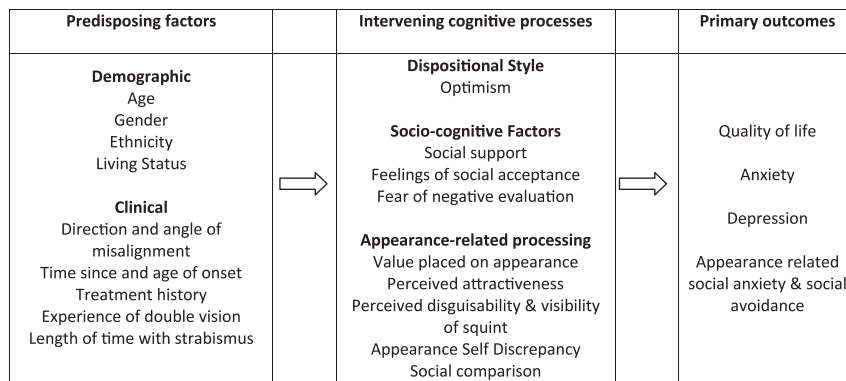 Predisposing factors
Intervening cognitive processes
Primary outcomes
Demographic
Age
Gender
Ethnicity
Living Status
Clinical
Direction and angle of
misalignment
Time since and age of onset
Treatment history
Experience of double vision
Length of time with strabismus
Dispositional Style
Optimism
Socio-cognitive Factors
Social support
Feelings of social acceptance
Fear of negative evaluation
Appearance-related processing
Value placed on appearance
Perceived attractiveness
Perceived disguisability & visibility
of squint
Appearance Self Discrepancy
Social comparison
Quality of life
Anxiety
Depression
Appearance related
social anxiety & social
avoidance